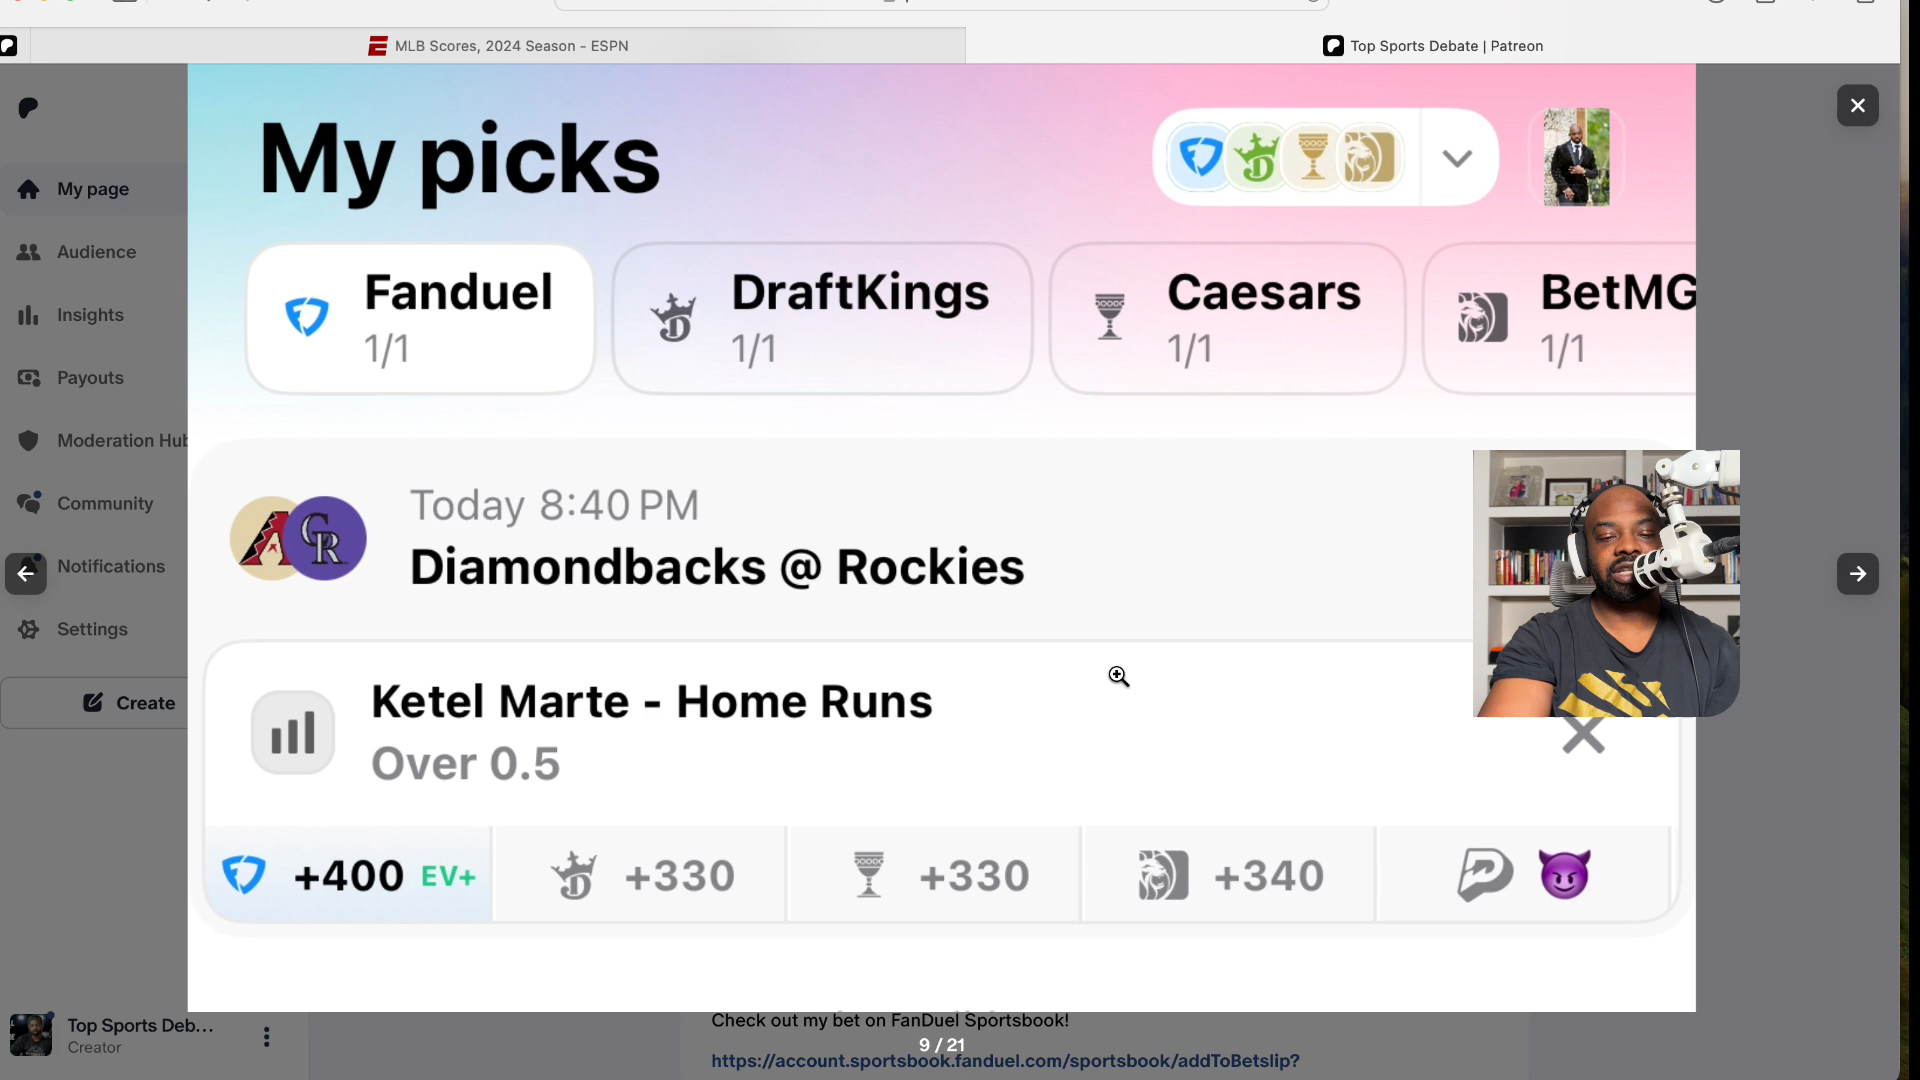 MLB Scores, 2024 Season - ESPN
Top Sports Debate | Patreon
My picks
Fanduel
1/1
DraftKings
1/1
Caesars
1/1
BetMG
1/1
My page
Audience
Insights
Payouts
Moderation Hub
Community
Notifications
Settings
Create
Today 8:40 PM
Diamondbacks @ Rockies
Ketel Marte - Home Runs
Over 0.5
+400 EV+
+330
+330
+340
Top Sports Deb...
Creator
Check out my bet on FanDuel Sportsbook!
9 / 21
https://account.sportsbook.fanduel.com/sportsbook/addToBetslip?